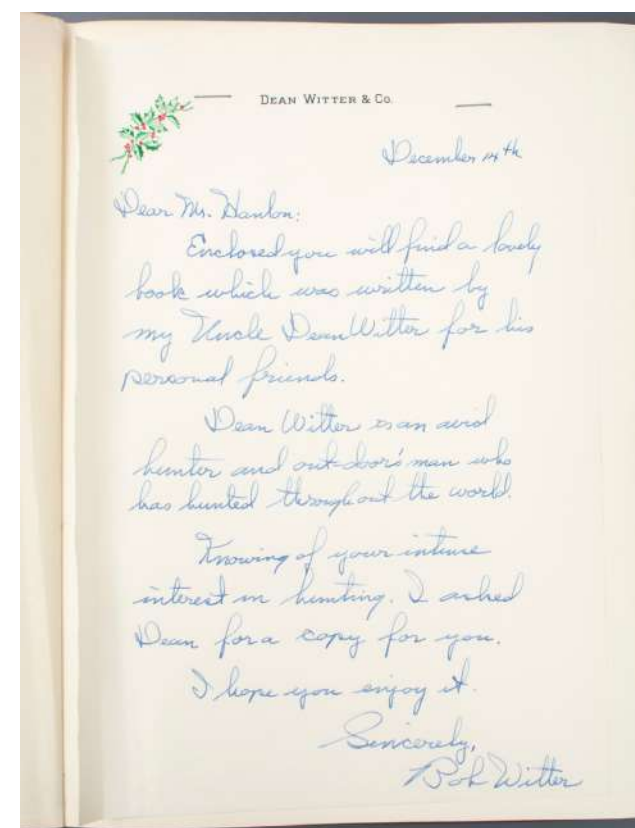 DEAN WITTER & CO.
December 14th
Dear Mr. Hanlon:
Enclosed you will find a lovely
book which was written by
my Uncle Dean Witter for his
personal friends.
Dean Witter is an avid
hunter and out-doors'man who
has hunted throughout the world.
Knowing of your intense
interest in hunting. I asked
Dean for a copy for you.
I hope you enjoy it.
Sincerely,
Bob Witter